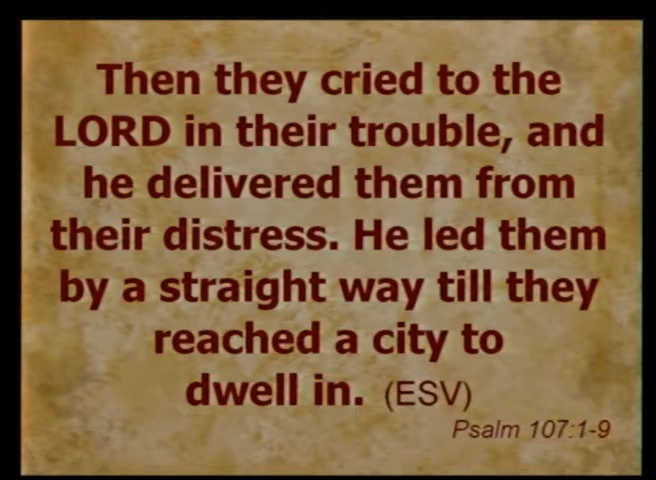 Then they cried to the
LORD in their trouble, and
he delivered them from
their distress. He led them
by a straight way till they
reached a city to
dwell in. (ESV)
Psalm 107:1-9